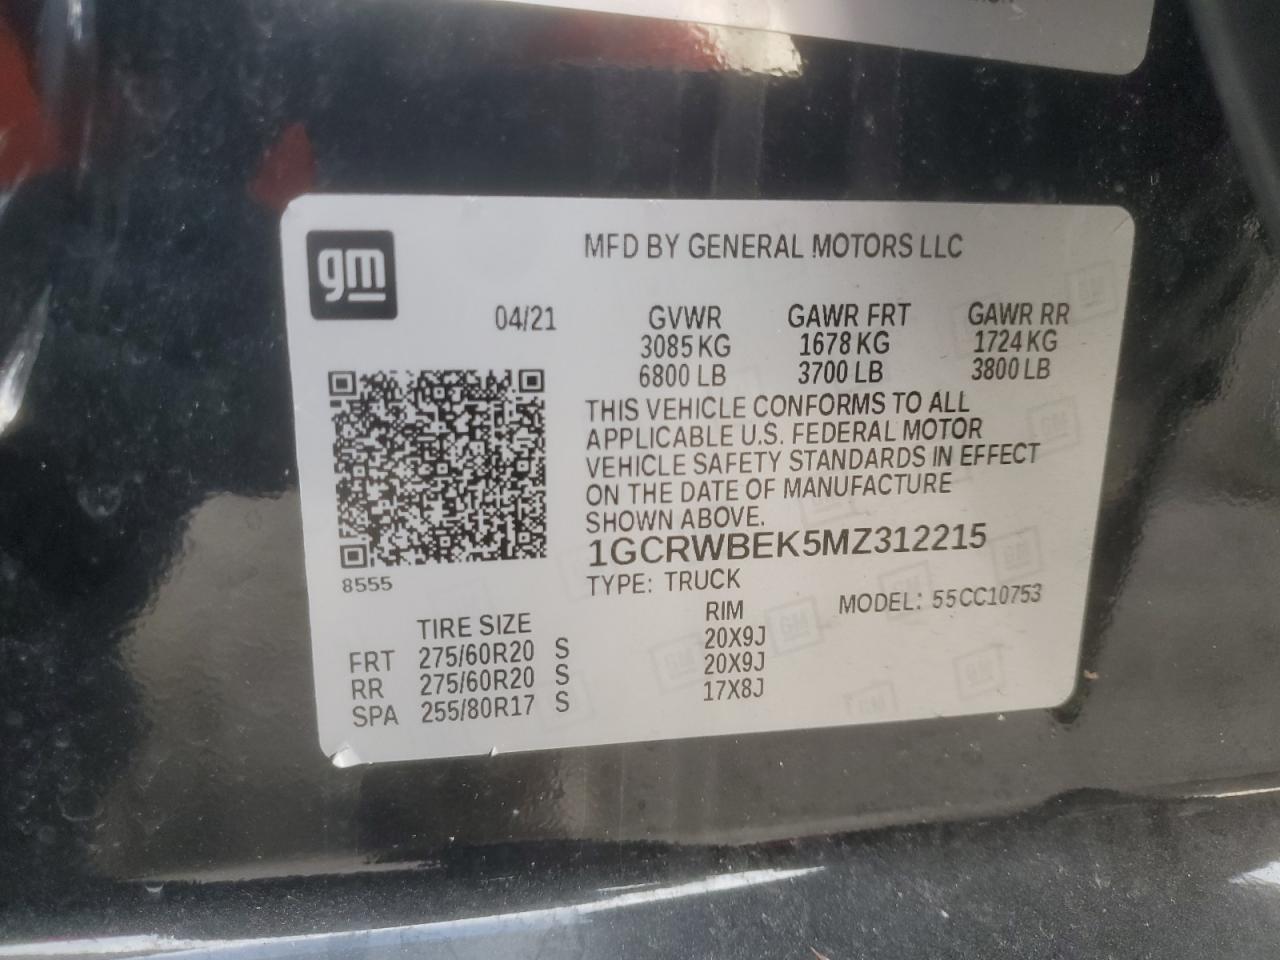 gm
MFD BY GENERAL MOTORS LLC
04/21 GVWR GAWR FRT GAWR RR
3085 KG 1678 KG 1724 KG
6800 LB 3700 LB 3800 LB
THIS VEHICLE CONFORMS TO ALL
APPLICABLE U.S. FEDERAL MOTOR
VEHICLE SAFETY STANDARDS IN EFFECT
ON THE DATE OF MANUFACTURE
SHOWN ABOVE.
1GCRWBEK5MZ312215
8555
TYPE: TRUCK
MODEL: 55CC10753
TIRE SIZE RIM
FRT 275/60R20 S 20X9J
RR 275/60R20 S 20X9J
SPA 255/80R17 S 17X8J